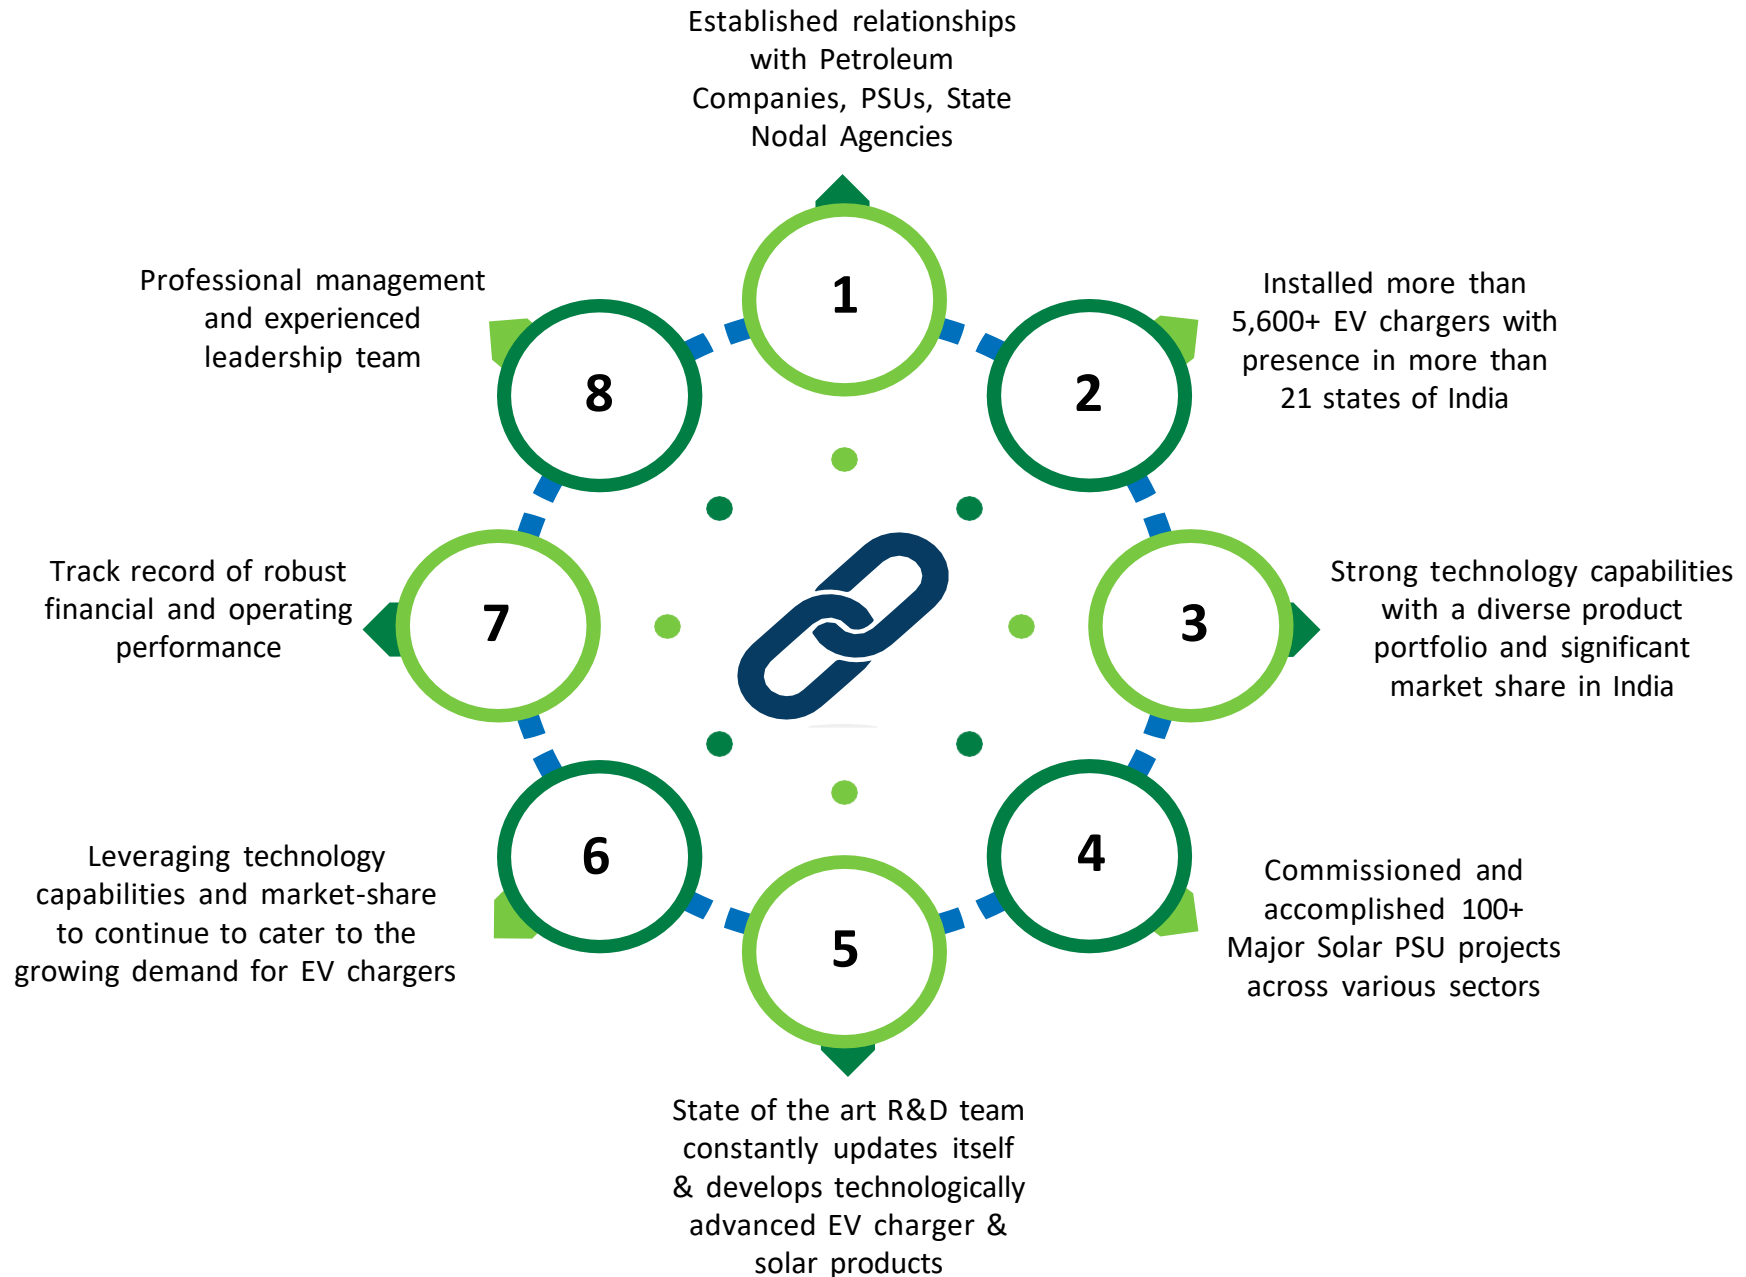 Established relationships
with Petroleum
Companies, PSUs, State
Nodal Agencies
1
Installed more than
5,600+ EV chargers with
presence in more than
21 states of India
2
Strong technology capabilities
with a diverse product
portfolio and significant
market share in India
3
Commissioned and
accomplished 100+
Major Solar PSU projects
across various sectors
4
State of the art R&D team
constantly updates itself
& develops technologically
advanced EV charger &
solar products
5
Leveraging technology
capabilities and market-share
to continue to cater to the
growing demand for EV chargers
6
Track record of robust
financial and operating
performance
7
Professional management
and experienced
leadership team
8